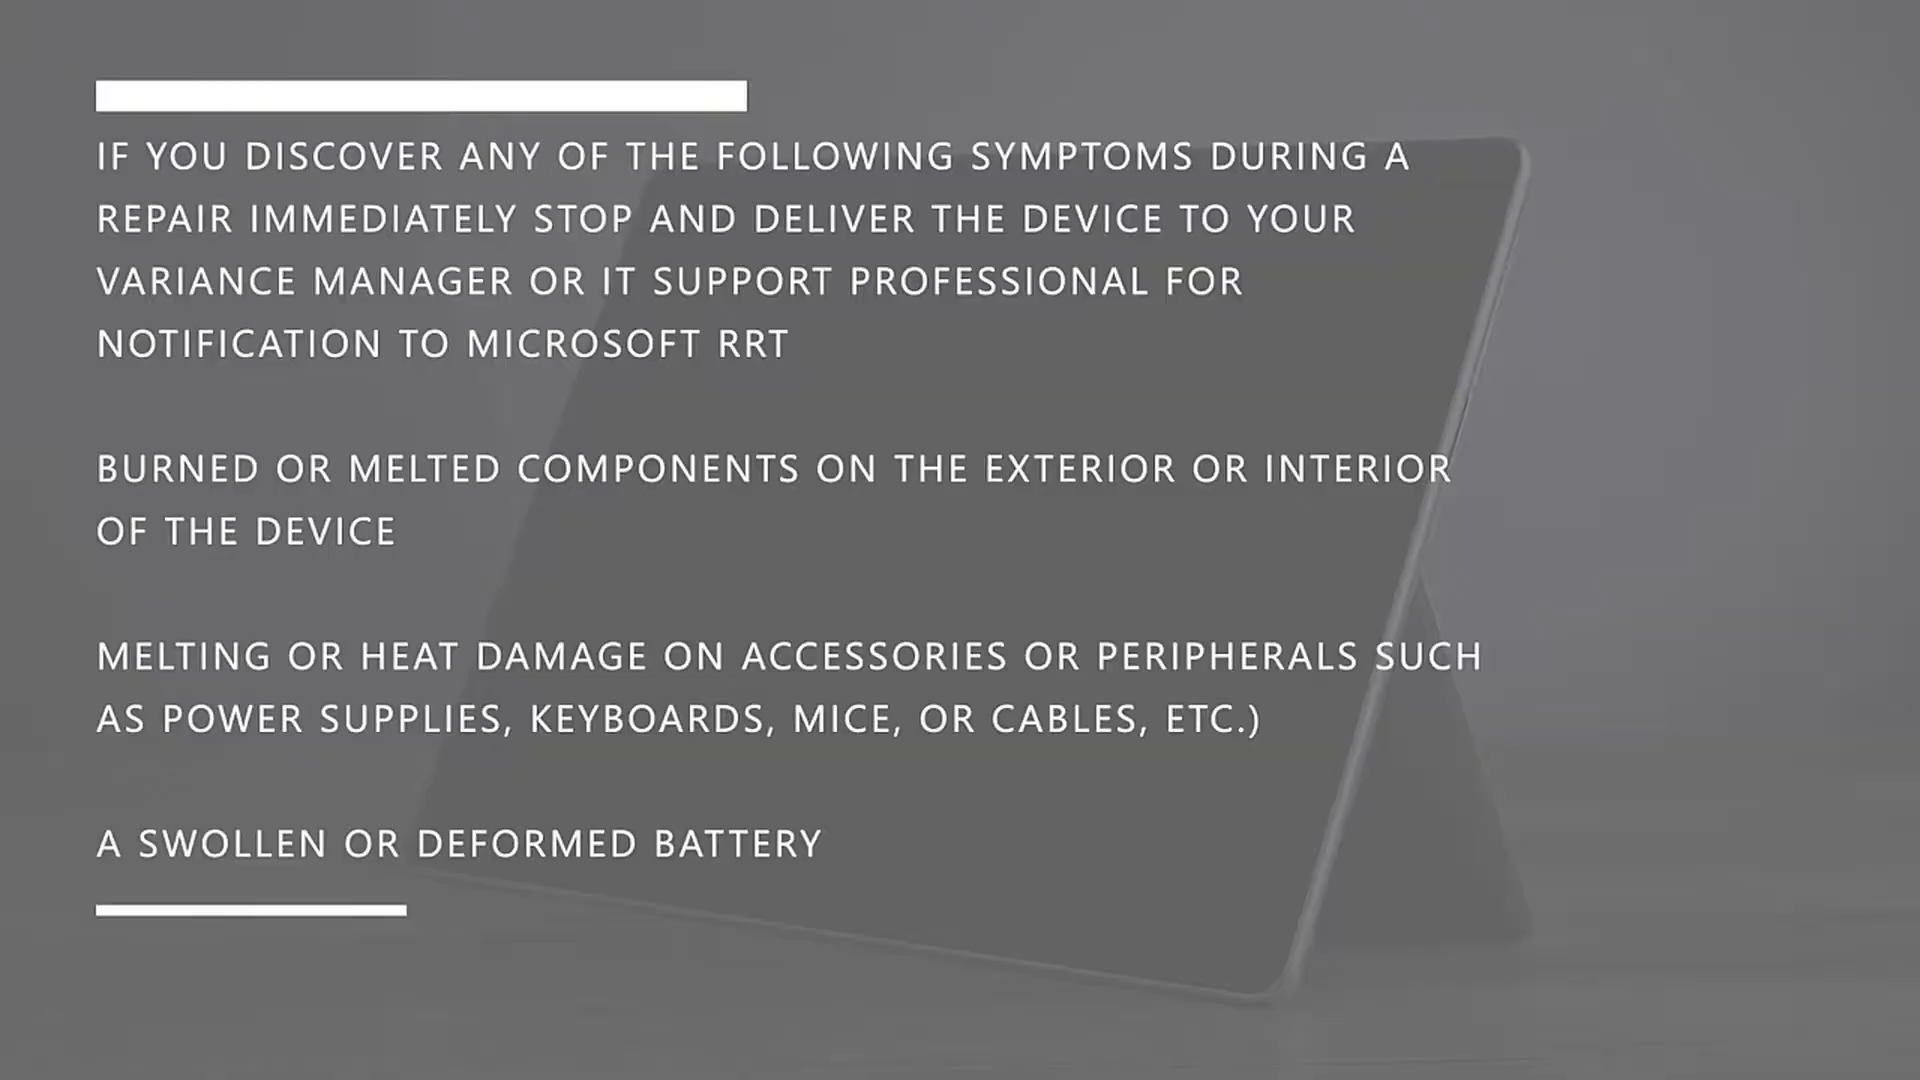 IF YOU DISCOVER ANY OF THE FOLLOWING SYMPTOMS DURING A
REPAIR IMMEDIATELY STOP AND DELIVER THE DEVICE TO YOUR
VARIANCE MANAGER OR IT SUPPORT PROFESSIONAL FOR
NOTIFICATION TO MICROSOFT RRT
BURNED OR MELTED COMPONENTS ON THE EXTERIOR OR INTERIOR
OF THE DEVICE
MELTING OR HEAT DAMAGE ON ACCESSORIES OR PERIPHERALS SUCH
AS POWER SUPPLIES, KEYBOARDS, MICE, OR CABLES, ETC.)
A SWOLLEN OR DEFORMED BATTERY